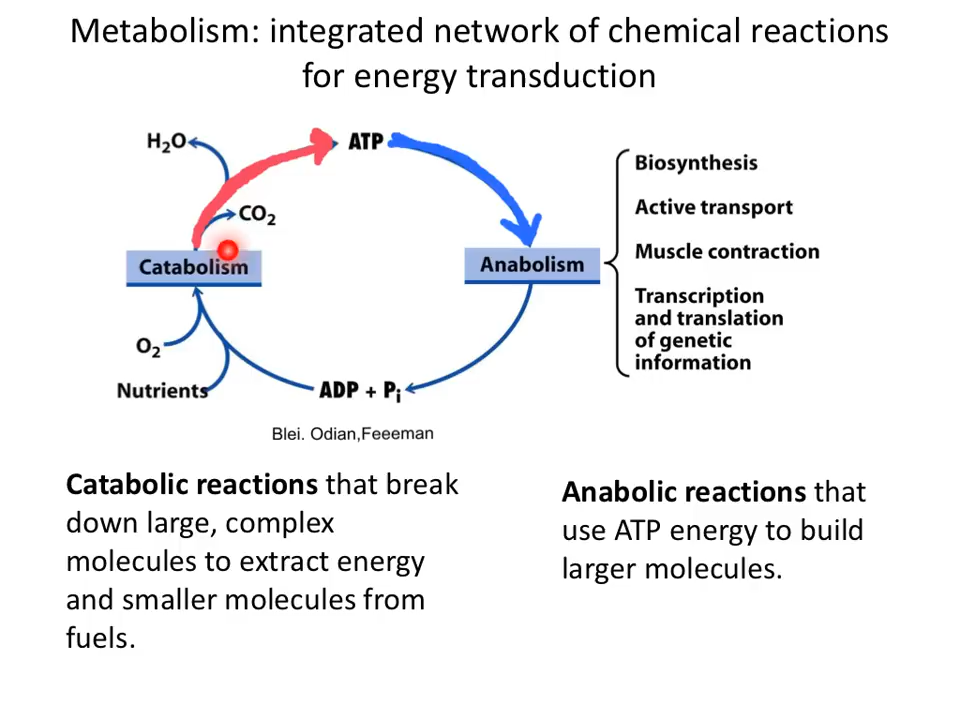 Metabolism: integrated network of chemical reactions
for energy transduction
H₂O
ATP
CO₂
Catabolism
Anabolism
O₂
Nutrients
ADP + Pᵢ
Biosynthesis
Active transport
Muscle contraction
Transcription
and translation
of genetic
information
Blei. Odian,Feeeman
Catabolic reactions that break
down large, complex
molecules to extract energy
and smaller molecules from
fuels.
Anabolic reactions that
use ATP energy to build
larger molecules.